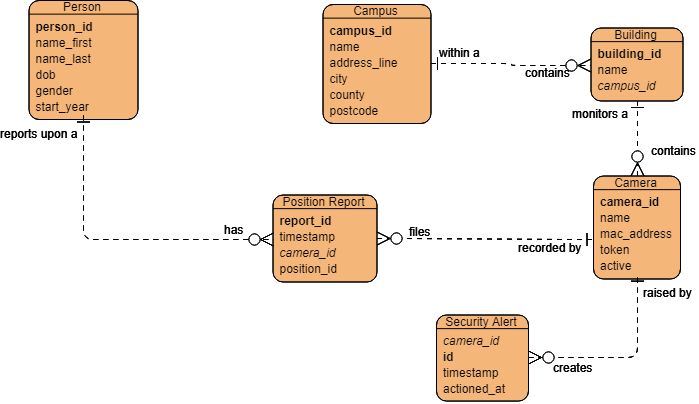 Person
person_id
name_first
name_last
dob
gender
start_year
reports upon a
has
Campus
campus_id
name
address_line
city
county
postcode
within a
contains
Building
building_id
name
campus_id
monitors a
contains
Position Report
report_id
timestamp
camera_id
position_id
files
recorded by
Camera
camera_id
name
mac_address
token
active
raised by
Security Alert
camera_id
id
timestamp
actioned_at
creates